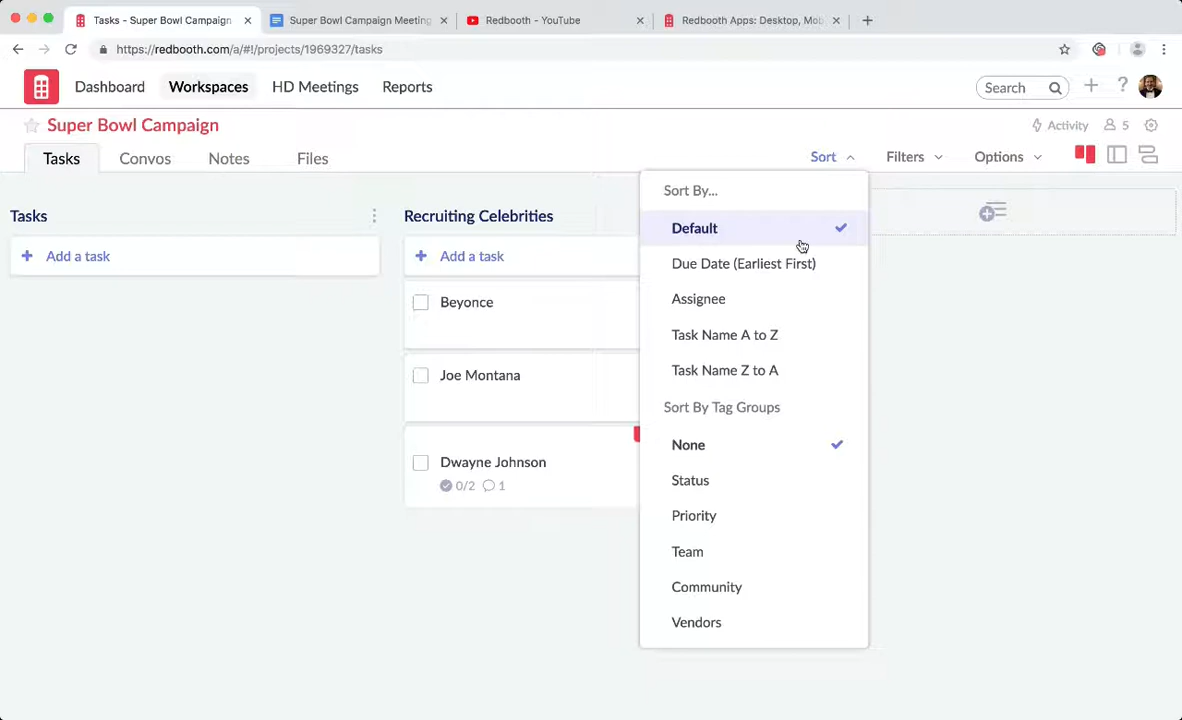 Tasks - Super Bowl Campaign
Super Bowl Campaign Meeting
Redbooth - YouTube
Redbooth Apps: Desktop, Mob
https://redbooth.com/a/#!/projects/1969327/tasks
Dashboard
Workspaces
HD Meetings
Reports
Search
?
Super Bowl Campaign
Activity
5
Tasks
Convos
Notes
Files
Sort
Filters
Options
Tasks
+ Add a task
Recruiting Celebrities
+ Add a task
Beyonce
Joe Montana
Dwayne Johnson
0/2 1
Sort By...
Default
Due Date (Earliest First)
Assignee
Task Name A to Z
Task Name Z to A
Sort By Tag Groups
None
Status
Priority
Team
Community
Vendors